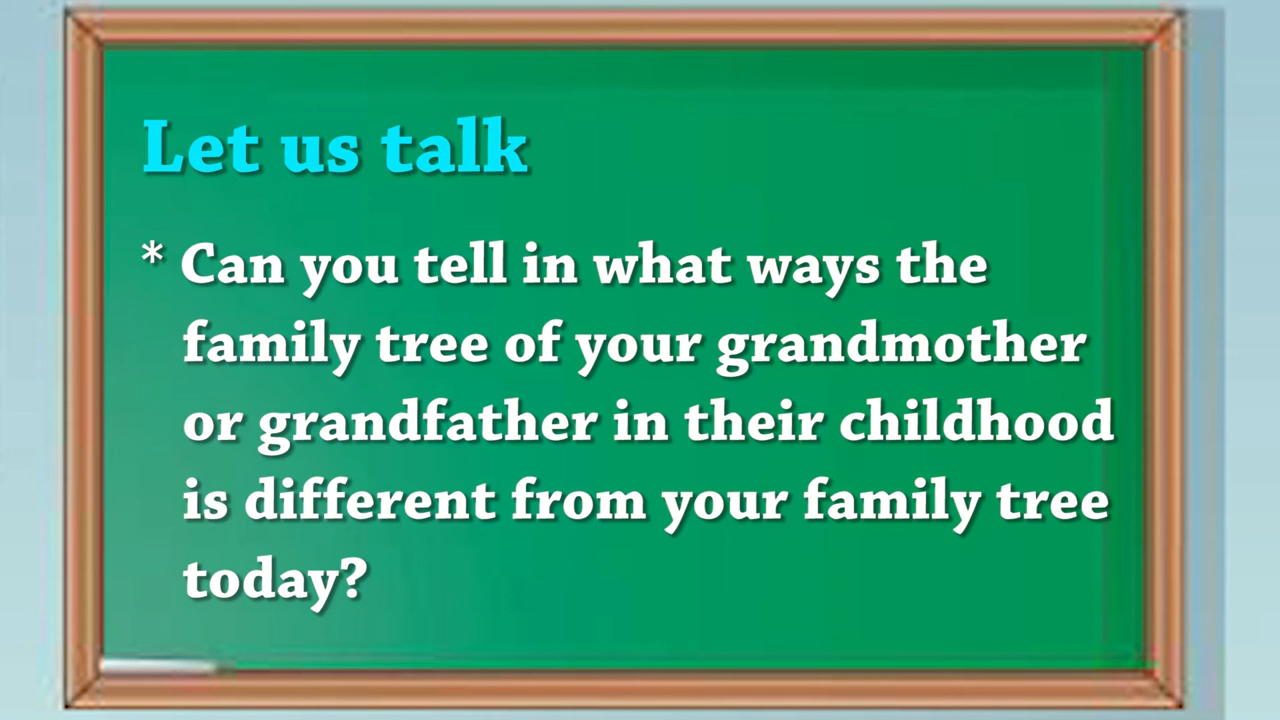 Let us talk
* Can you tell in what ways the
family tree of your grandmother
or grandfather in their childhood
is different from your family tree
today?